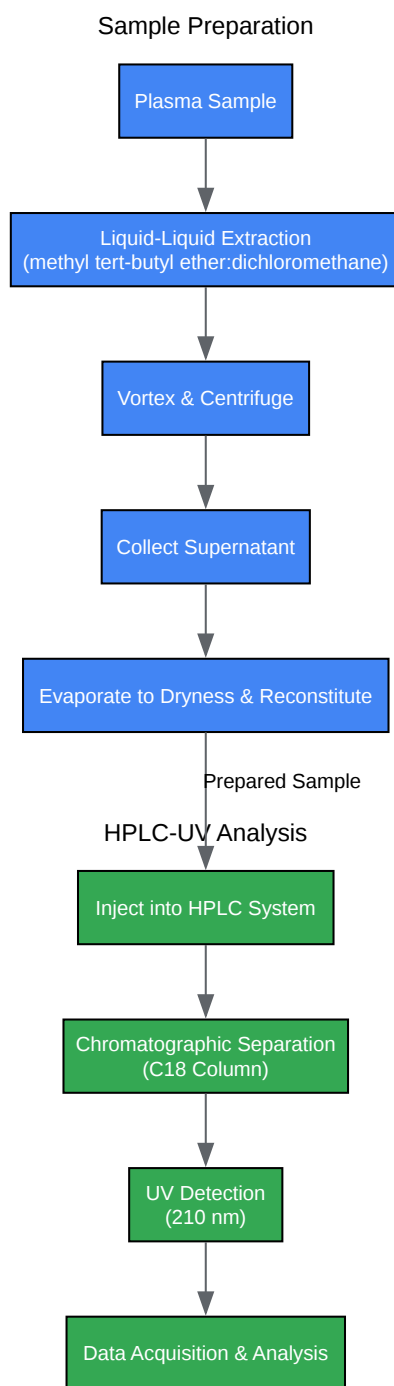 Sample Preparation
Plasma Sample
Liquid-Liquid Extraction
(methyl tert-butyl ether:dichloromethane)
Vortex & Centrifuge
Collect Supernatant
Evaporate to Dryness & Reconstitute
Prepared Sample
HPLC-UV Analysis
Inject into HPLC System
Chromatographic Separation
(C18 Column)
UV Detection
(210 nm)
Data Acquisition & Analysis